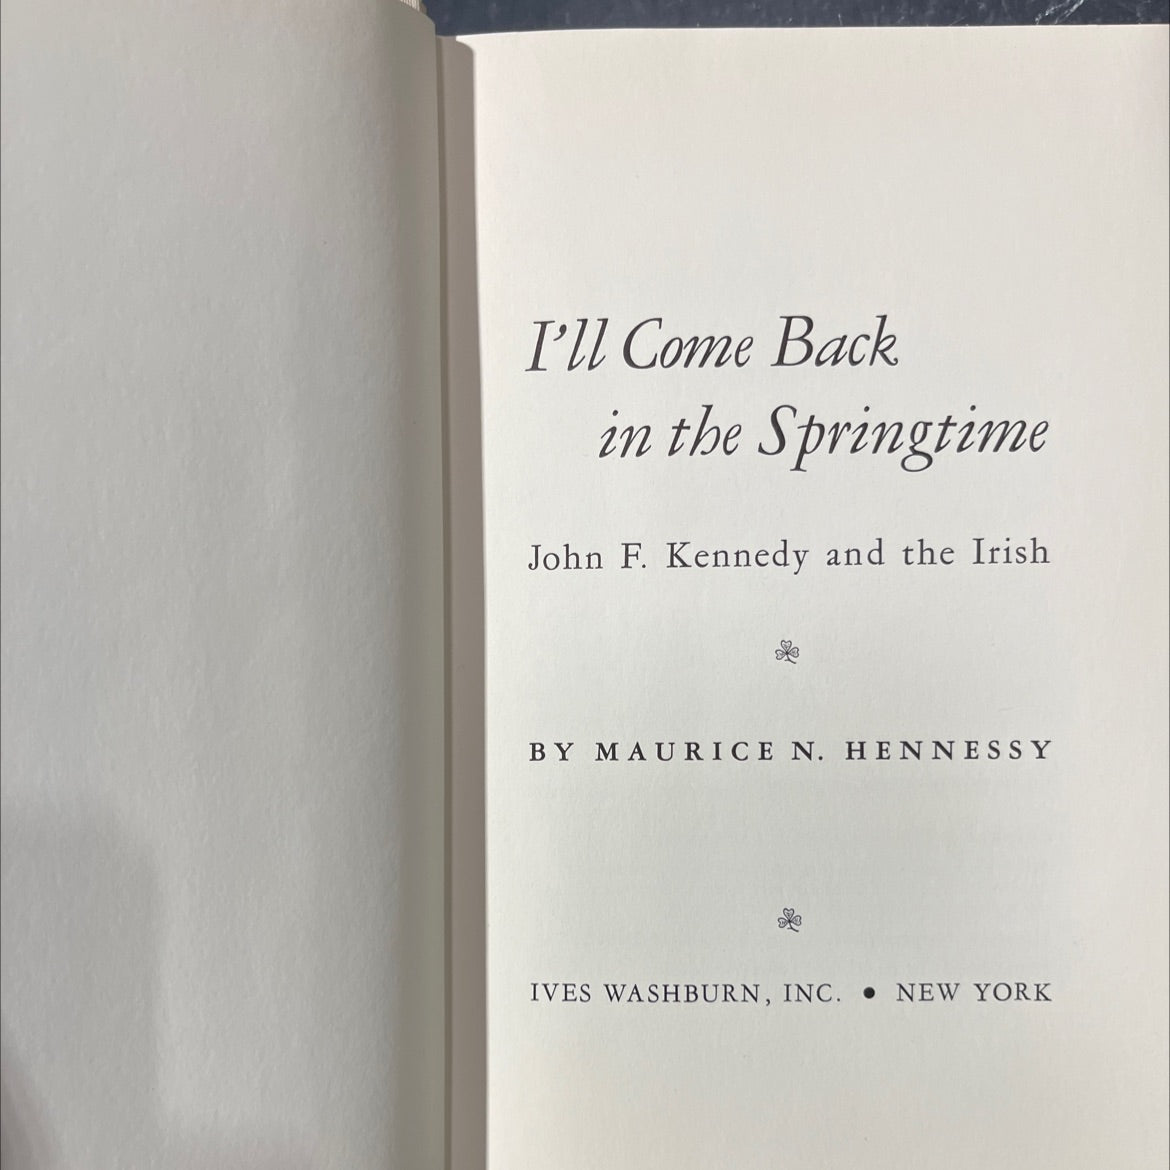 I'll Come Back
in the Springtime
John F. Kennedy and the Irish
BY MAURICE N. HENNESSY
IVES WASHBURN, INC. • NEW YORK